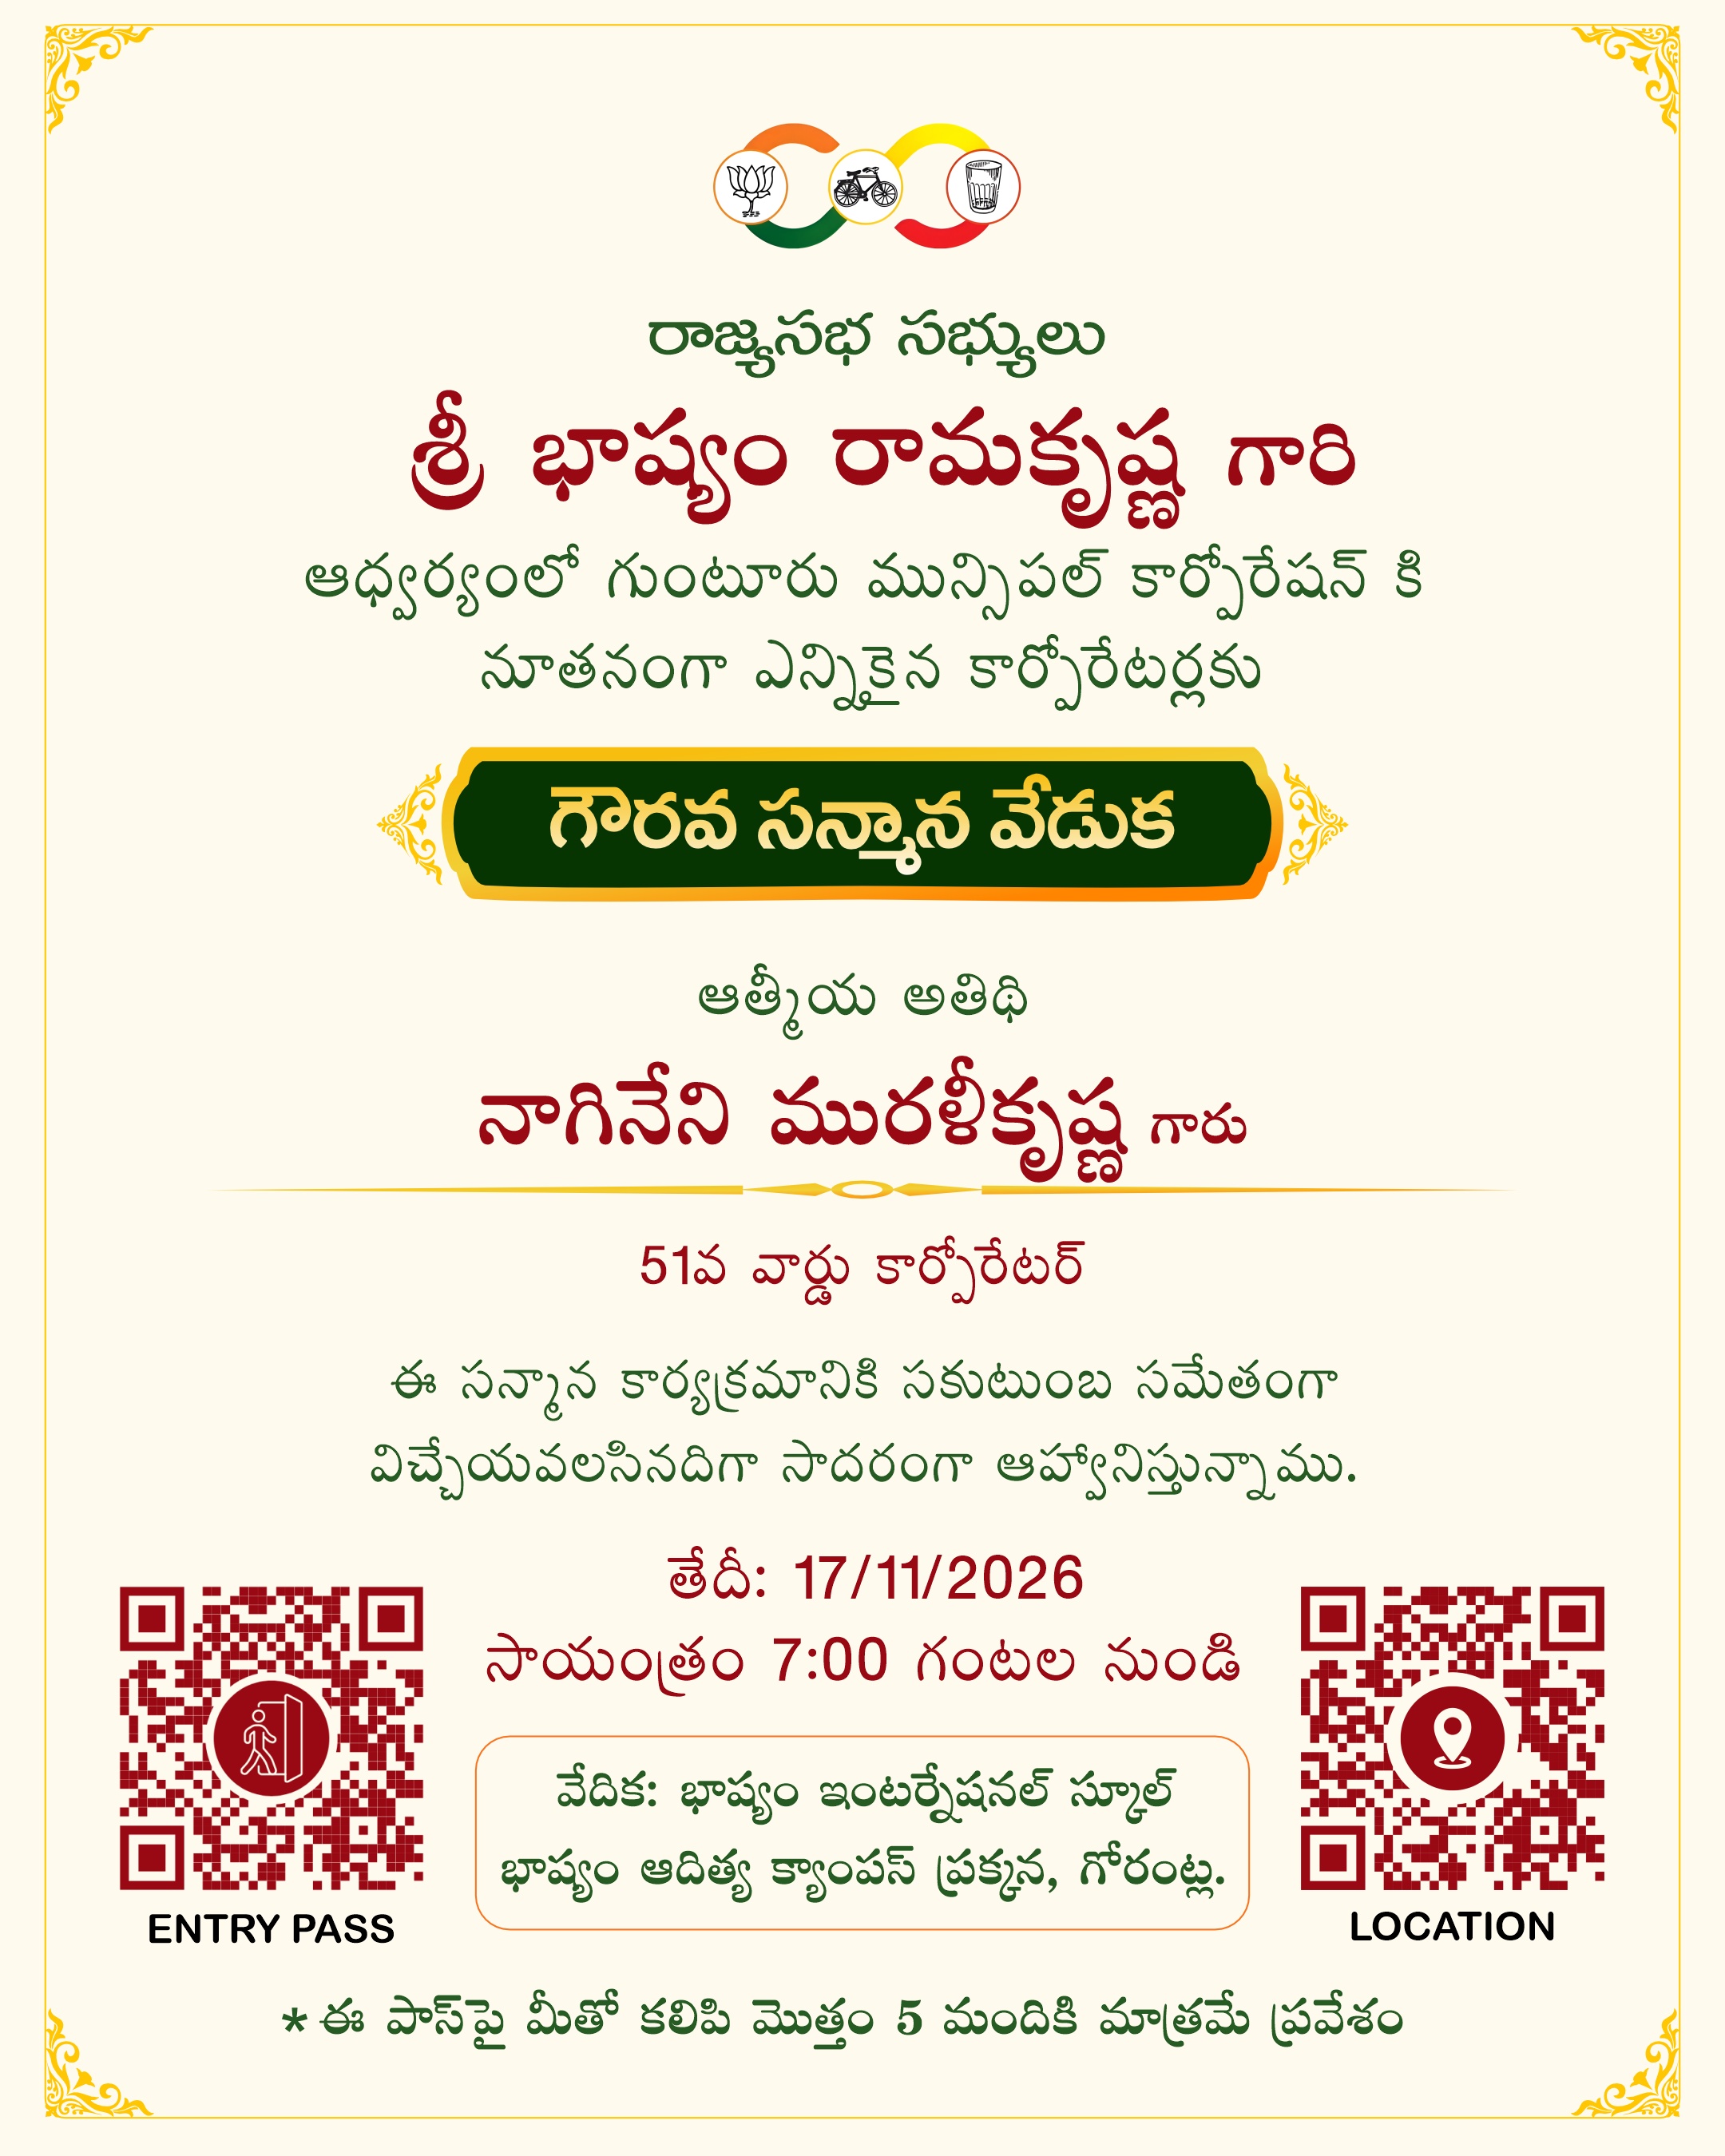 రాజ్యసభ సభ్యులు
శ్రీ భాష్యం రామకృష్ణ గారి
ఆధ్వర్యంలో గుంటూరు మున్సిపల్ కార్పోరేషన్ కి
నూతనంగా ఎన్నికైన కార్పోరేటర్లకు
గౌరవ సన్మాన వేడుక
ఆత్మీయ అతిథి
నాగినేని మురళీకృష్ణ గారు
51వ వార్డు కార్పోరేటర్
ఈ సన్మాన కార్యక్రమానికి సకుటుంబ సమేతంగా
విచ్చేయవలసినదిగా సాదరంగా ఆహ్వానిస్తున్నాము.
తేదీ: 17/11/2026
సాయంత్రం 7:00 గంటల నుండి
వేదిక: భాష్యం ఇంటర్నేషనల్ స్కూల్
భాష్యం ఆదిత్య క్యాంపస్ ప్రక్కన, గోరంట్ల.
ENTRY PASS
LOCATION
* ఈ పాస్‌పై మీతో కలిపి మొత్తం 5 మందికి మాత్రమే ప్రవేశం